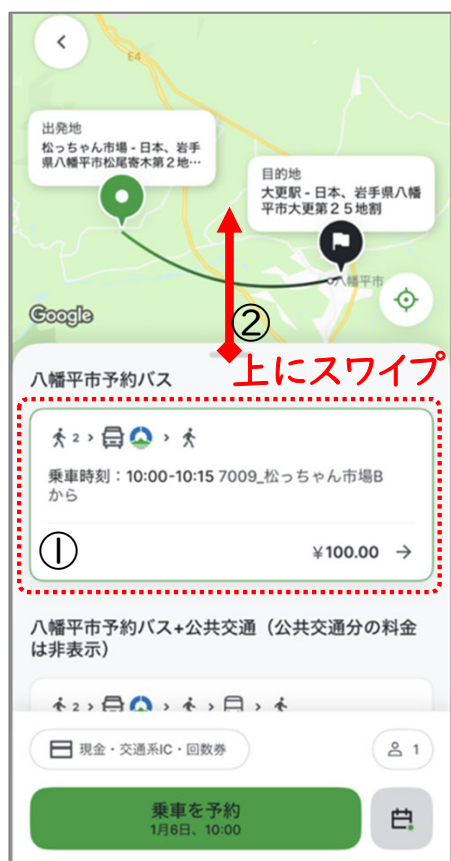 E4
出発地
松っちゃん市場 - 日本、岩手
県八幡平市松尾寄木第２地…
目的地
大更駅 - 日本、岩手県八幡
平市大更第２５地割
八幡平市
Google
②
上にスワイプ
八幡平市予約バス
2
乗車時刻：10:00-10:15 7009_松っちゃん市場B
から
①
¥100.00
八幡平市予約バス+公共交通（公共交通分の料金
は非表示）
2
現金・交通系IC・回数券
1
乗車を予約
1月6日、10:00